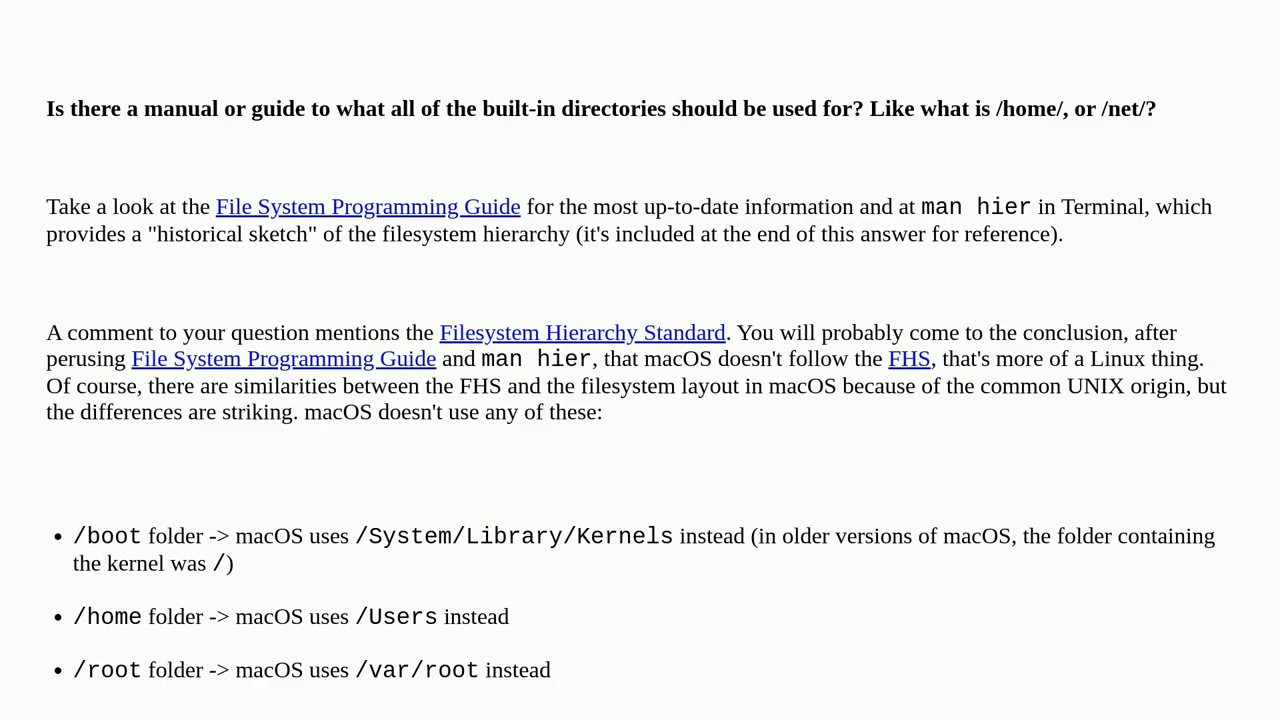 Is there a manual or guide to what all of the built-in directories should be used for? Like what is /home/, or /net/?
Take a look at the File System Programming Guide for the most up-to-date information and at man hier in Terminal, which
provides a "historical sketch" of the filesystem hierarchy (it's included at the end of this answer for reference).
A comment to your question mentions the Filesystem Hierarchy Standard. You will probably come to the conclusion, after
perusing File System Programming Guide and man hier, that macOS doesn't follow the FHS, that's more of a Linux thing.
Of course, there are similarities between the FHS and the filesystem layout in macOS because of the common UNIX origin, but
the differences are striking. macOS doesn't use any of these:
• /boot folder -> macOS uses /System/Library/Kernels instead (in older versions of macOS, the folder containing
the kernel was /)
• /home folder -> macOS uses /Users instead
• /root folder -> macOS uses /var/root instead